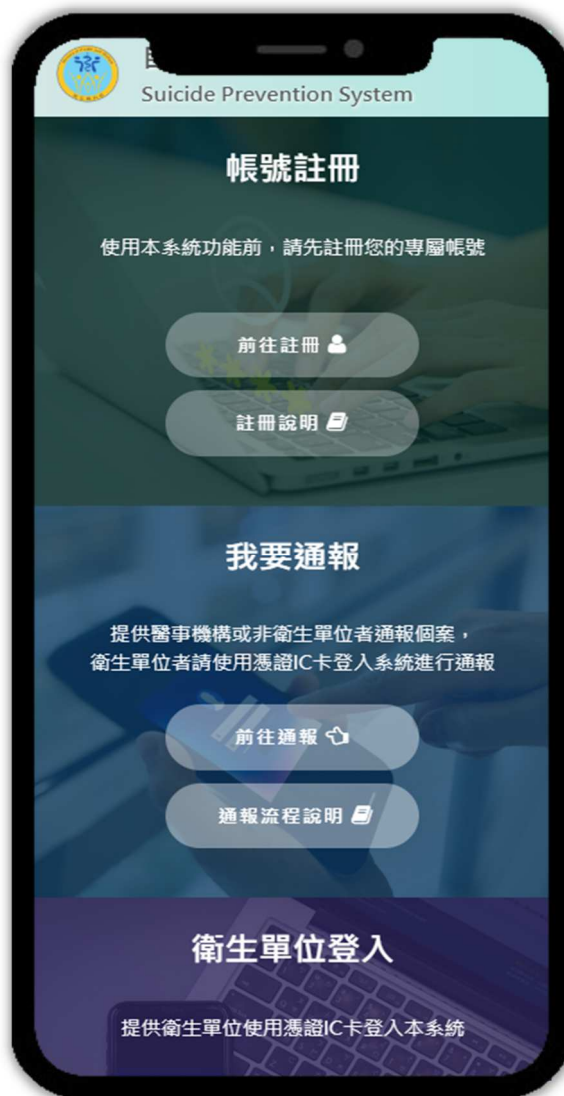 Suicide Prevention System
帳號註冊
使用本系統功能前，請先註冊您的專屬帳號
前往註冊
註冊說明
我要通報
提供醫事機構或非衛生單位者通報個案，
衛生單位者請使用憑證IC卡登入系統進行通報
前往通報
通報流程說明
衛生單位登入
提供衛生單位使用憑證IC卡登入本系統